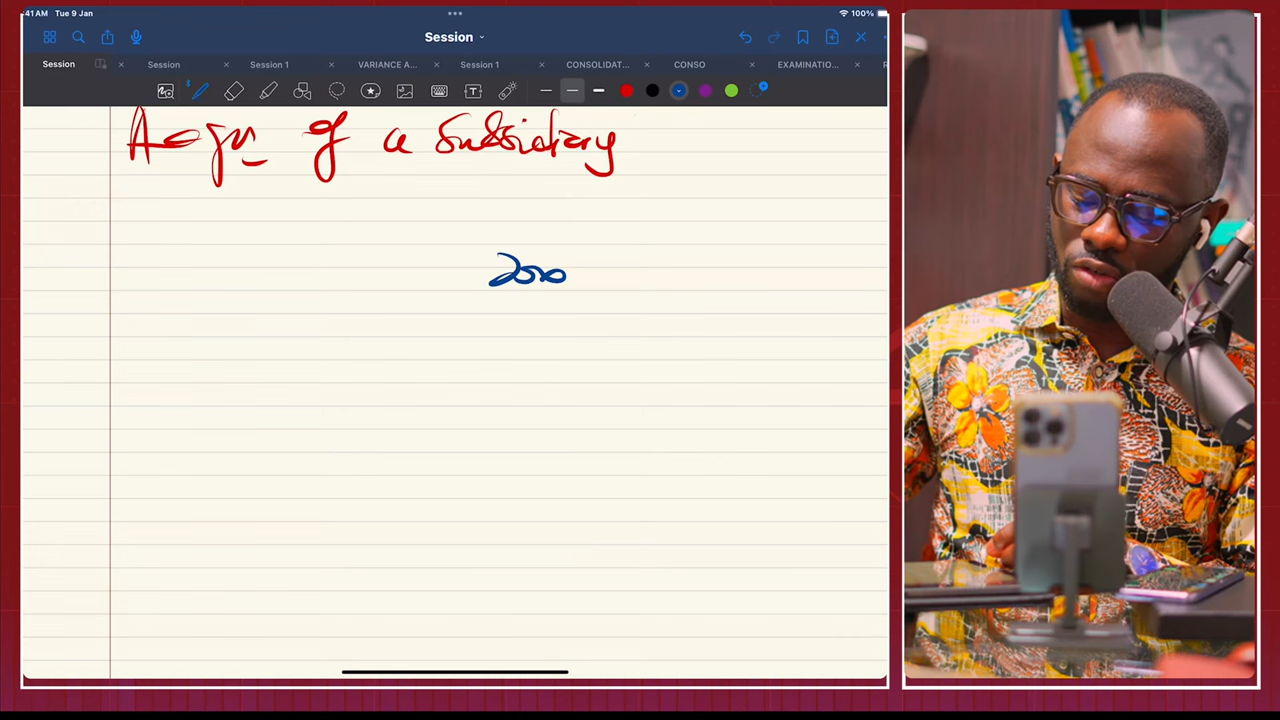 :41 AM Tue 9 Jan 100%
Session
Session Session Session 1 VARIANCE A... Session 1 CONSOLIDAT... CONSO EXAMINATIO...
of a Subsidiary
2000